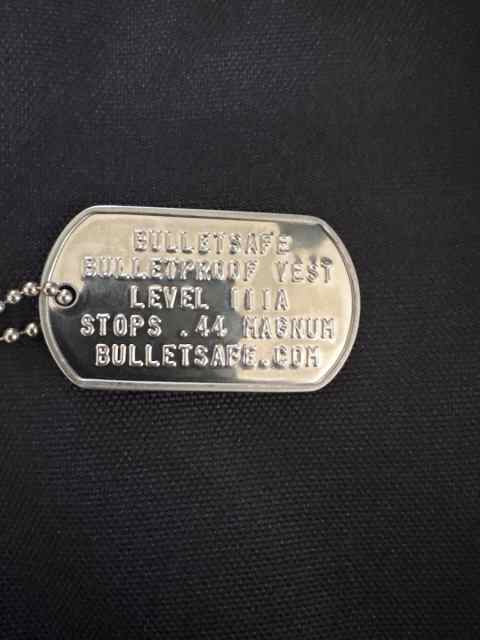 BULLETSAFE
BULLETPROOF VEST
LEVEL IIIA
STOPS .44 MAGNUM
BULLETSAFE.COM